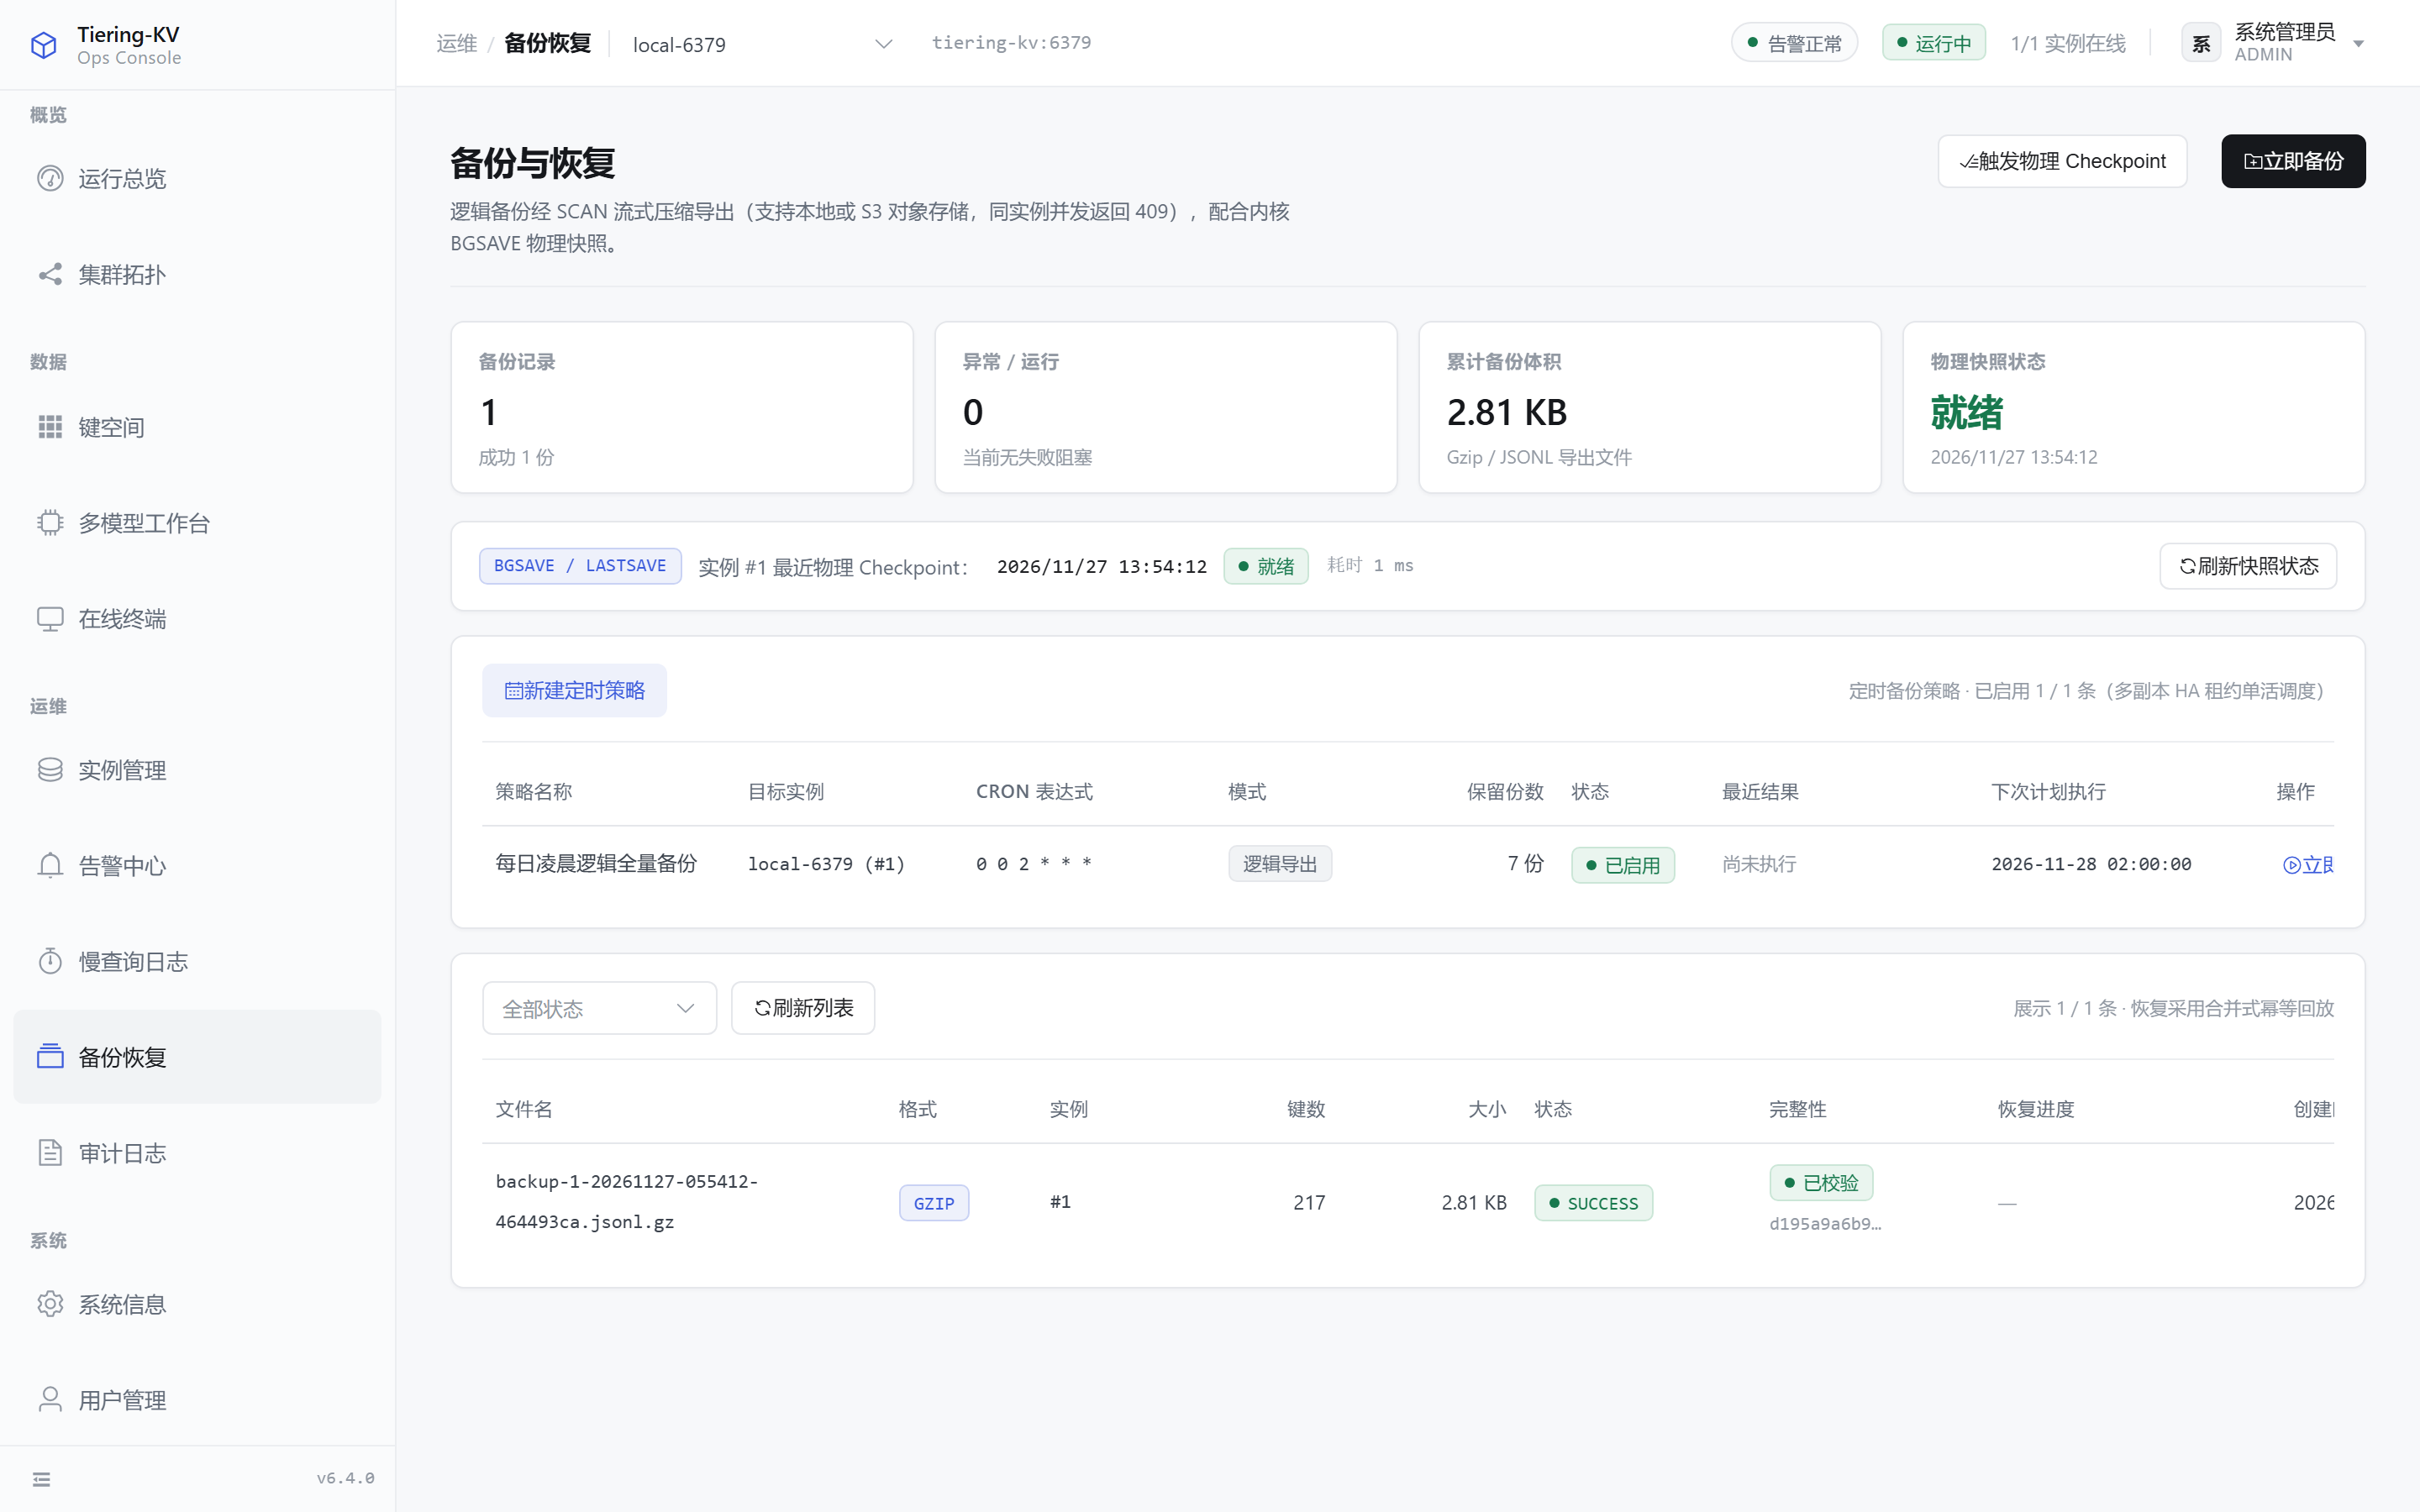 Tiering-KV
Ops Console
概览
运行总览
集群拓扑
数据
键空间
多模型工作台
在线终端
运维
实例管理
告警中心
慢查询日志
备份恢复
审计日志
系统
系统信息
用户管理
v6.4.0
运维 / 备份恢复 local-6379 tiering-kv:6379
告警正常 运行中 1/1 实例在线 系 系统管理员
ADMIN
备份与恢复
触发物理 Checkpoint 立即备份
逻辑备份经 SCAN 流式压缩导出（支持本地或 S3 对象存储，同实例并发返回 409），配合内核
BGSAVE 物理快照。
备份记录
1
成功 1 份
异常 / 运行
0
当前无失败阻塞
累计备份体积
2.81 KB
Gzip / JSONL 导出文件
物理快照状态
就绪
2026/11/27 13:54:12
BGSAVE / LASTSAVE 实例 #1 最近物理 Checkpoint： 2026/11/27 13:54:12 就绪 耗时 1 ms 刷新快照状态
新建定时策略 定时备份策略 · 已启用 1 / 1 条（多副本 HA 租约单活调度）
策略名称 目标实例 CRON 表达式 模式 保留份数 状态 最近结果 下次计划执行 操作
每日凌晨逻辑全量备份 local-6379 (#1) 0 0 2 * * * 逻辑导出 7 份 已启用 尚未执行 2026-11-28 02:00:00 立
全部状态 刷新列表 展示 1 / 1 条 · 恢复采用合并式幂等回放
文件名 格式 实例 键数 大小 状态 完整性 恢复进度 创建
backup-1-20261127-055412-
464493ca.jsonl.gz GZIP #1 217 2.81 KB SUCCESS 已校验 — 2026
d195a9a6b9…